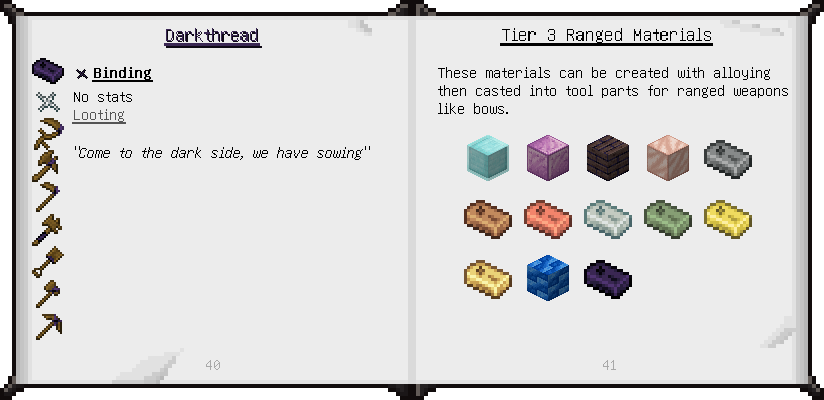 Darkthread
Binding
No stats
Looting
"Come to the dark side, we have sowing"
40
Tier 3 Ranged Materials
These materials can be created with alloying
then casted into tool parts for ranged weapons
like bows.
41